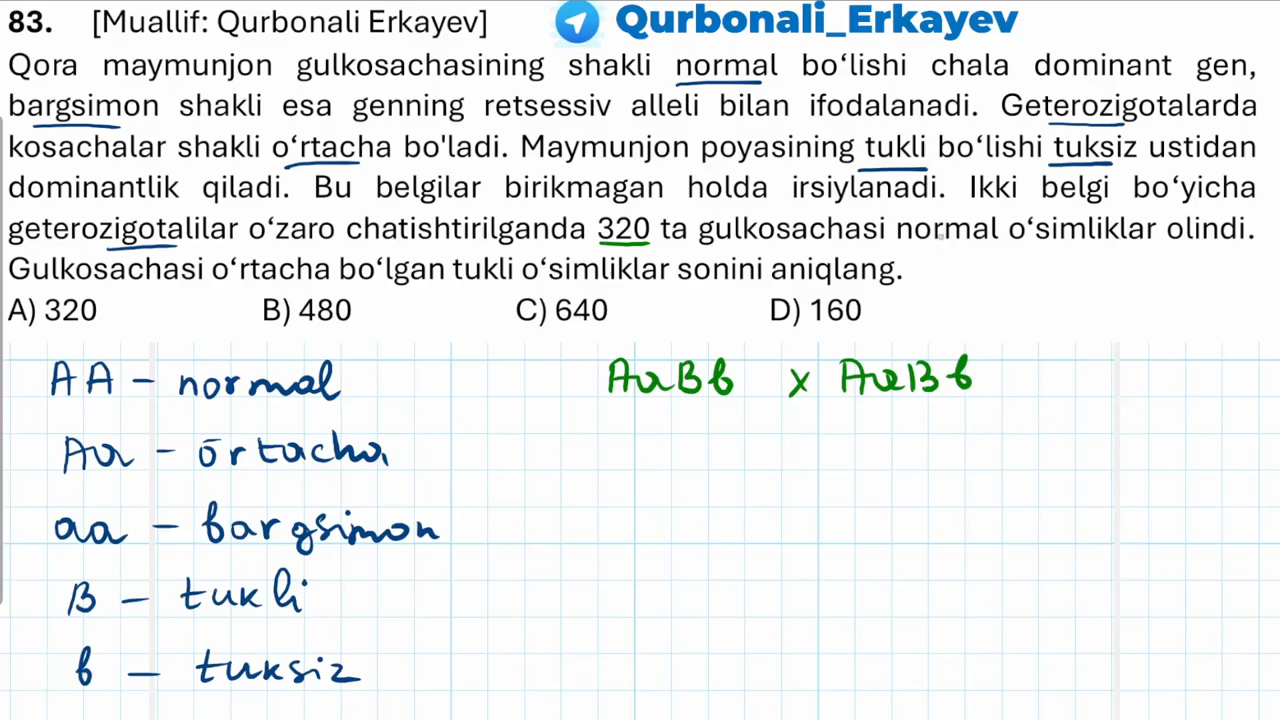 83. [Muallif: Qurbonali Erkayev] Qurbonali_Erkayev
Qora maymunjon gulkosachasining shakli normal bo‘lishi chala dominant gen,
bargsimon shakli esa genning retsessiv alleli bilan ifodalanadi. Geterozigotalarda
kosachalar shakli o‘rtacha bo'ladi. Maymunjon poyasining tukli bo‘lishi tuksiz ustidan
dominantlik qiladi. Bu belgilar birikmagan holda irsiylanadi. Ikki belgi bo‘yicha
geterozigotalilar o‘zaro chatishtirilganda 320 ta gulkosachasi normal o‘simliklar olindi.
Gulkosachasi o‘rtacha bo‘lgan tukli o‘simliklar sonini aniqlang.
A) 320 B) 480 C) 640 D) 160
AA – normal AaBb x AaBb
Aa – ōrtacha
aa – bargsimon
B – tukli
b – tuksiz